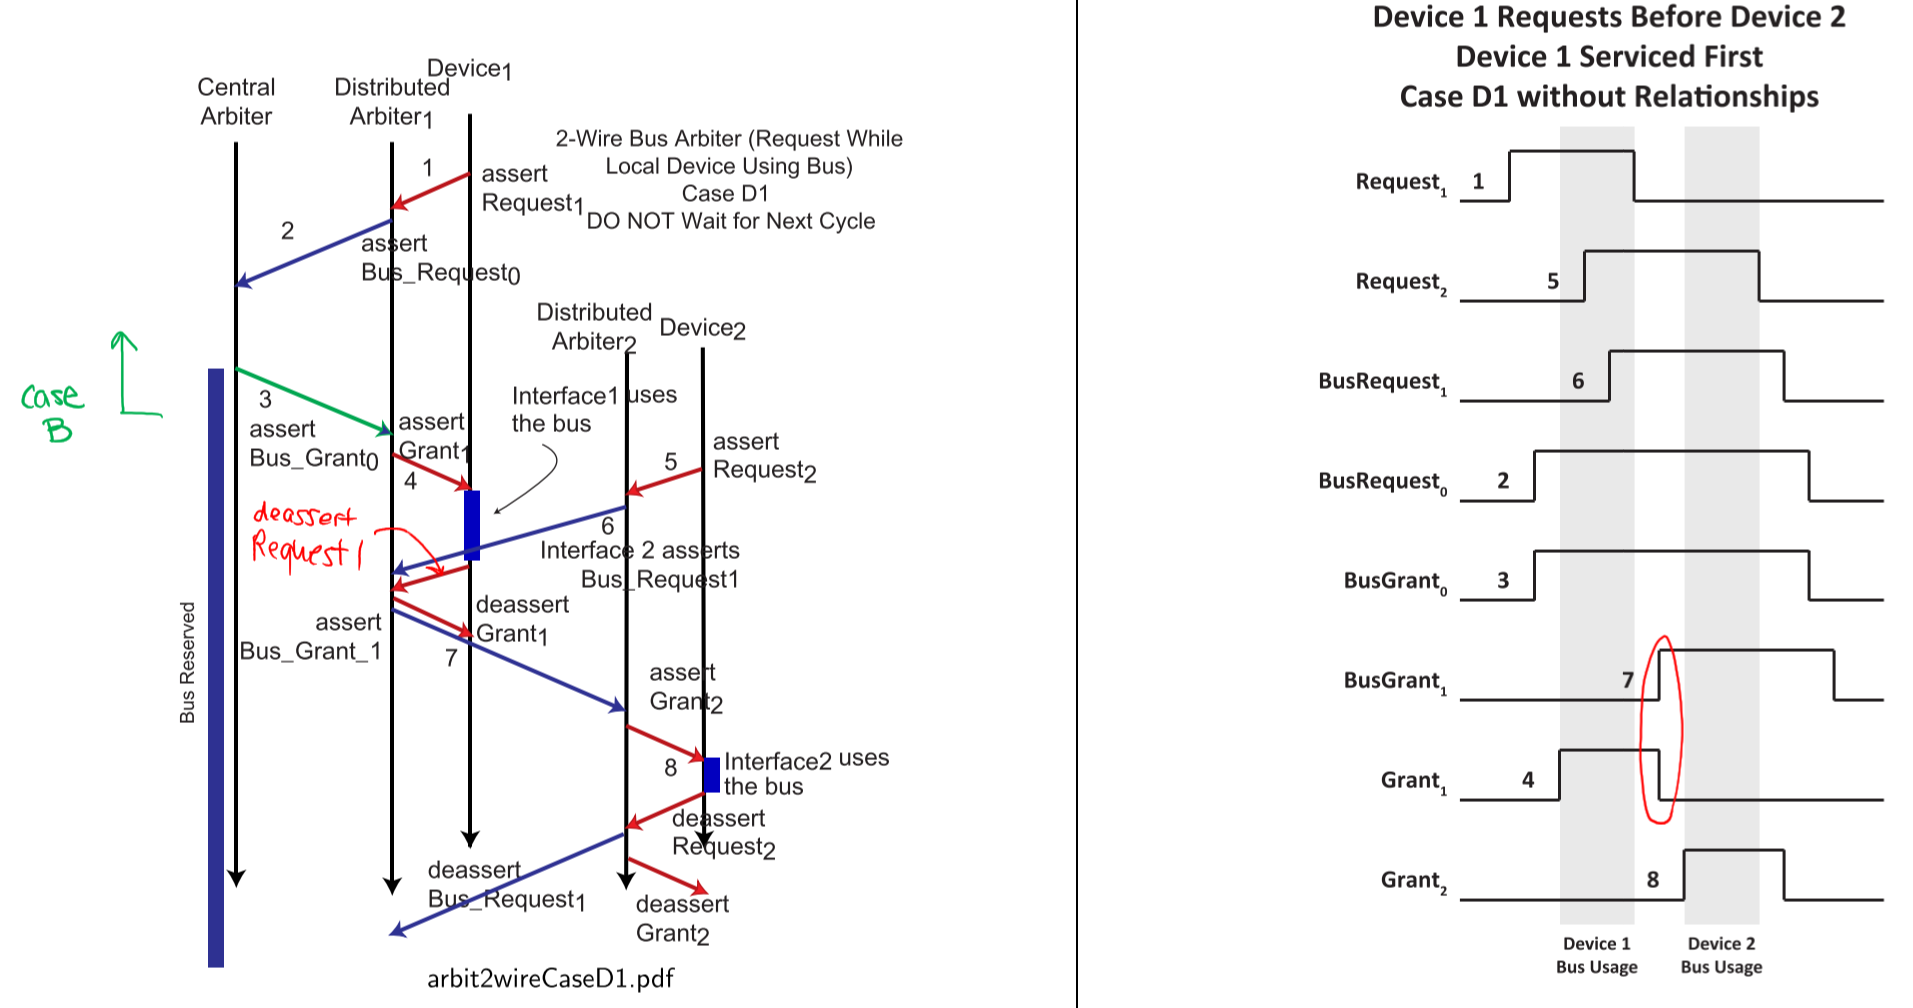 Device1
Central
Arbiter
Distributed
Arbiter1
1
assert
Request1
2-Wire Bus Arbiter (Request While
Local Device Using Bus)
Case D1
DO NOT Wait for Next Cycle
2
assert
Bus_Request0
Distributed
Arbiter2
Device2
case
B
3
assert
Bus_Grant0
assert
Grant1
4
Interface1 uses
the bus
5
assert
Request2
deassert
Request1
6
Interface 2 asserts
Bus_Request1
Bus Reserved
assert
Bus_Grant_1
deassert
Grant1
7
assert
Grant2
8
Interface2 uses
the bus
deassert
Request2
deassert
Bus_Request1
deassert
Grant2
arbit2wireCaseD1.pdf
Device 1 Requests Before Device 2
Device 1 Serviced First
Case D1 without Relationships
Request1 1
Request2 5
BusRequest1 6
BusRequest0 2
BusGrant0 3
BusGrant1 7
Grant1 4
Grant2 8
Device 1
Bus Usage
Device 2
Bus Usage